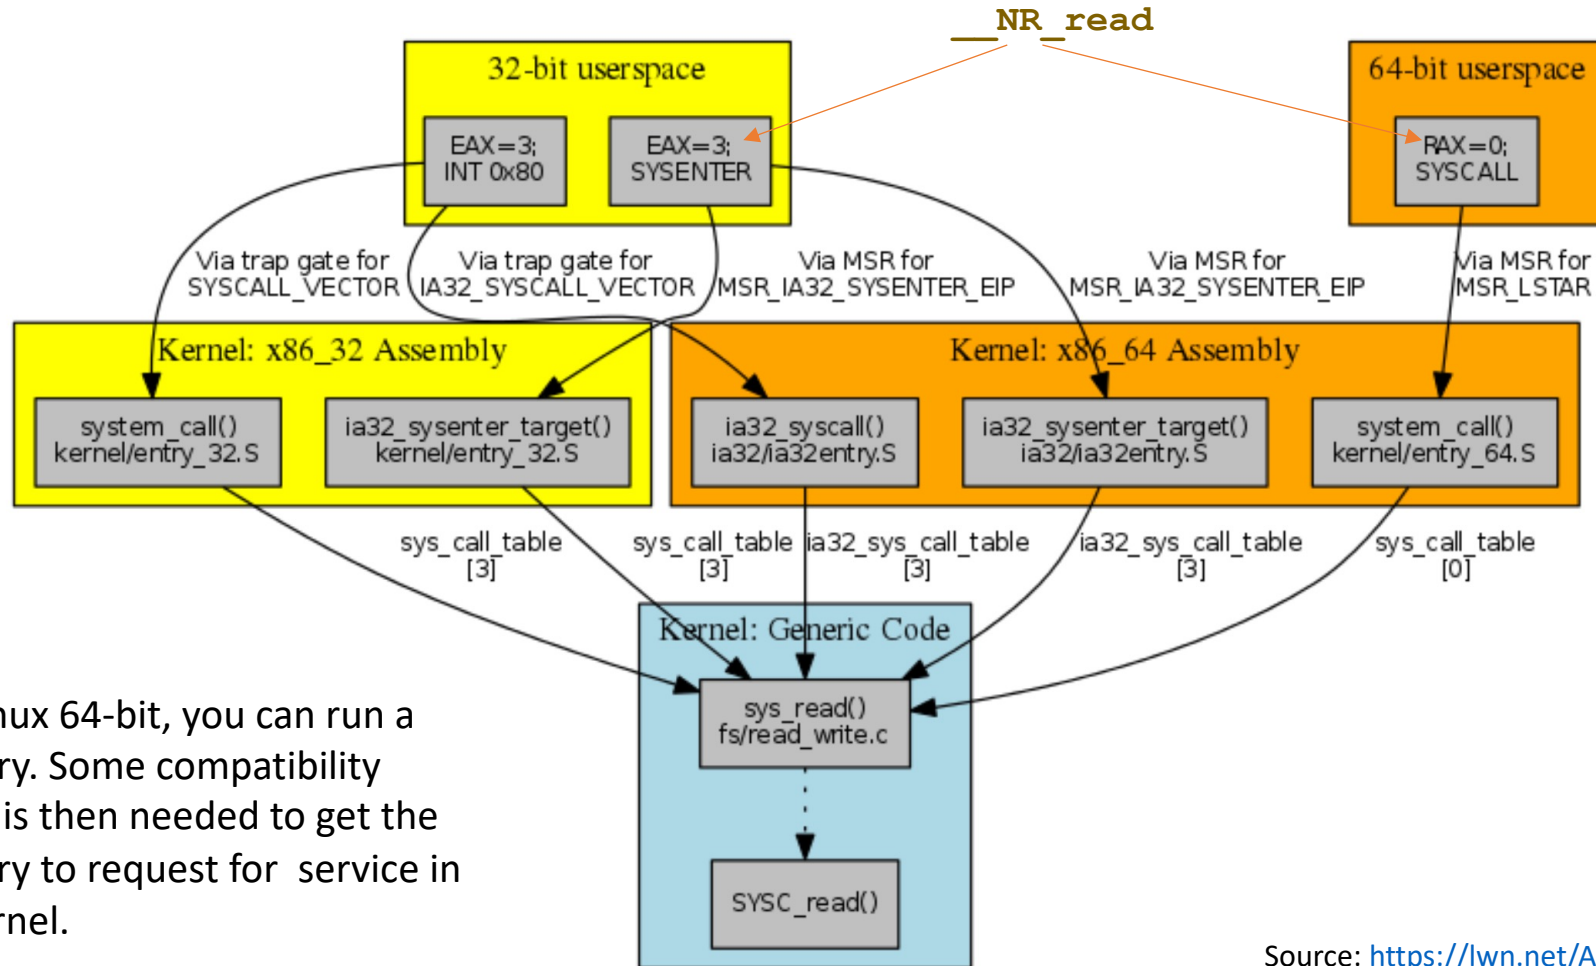 __NR_read
32-bit userspace
64-bit userspace
EAX=3;
INT 0x80
EAX=3;
SYSENTER
RAX=0;
SYSCALL
Via trap gate for
SYSCALL_VECTOR
Via trap gate for
IA32_SYSCALL_VECTOR
Via MSR for
MSR_IA32_SYSENTER_EIP
Via MSR for
MSR_IA32_SYSENTER_EIP
Via MSR for
MSR_LSTAR
Kernel: x86_32 Assembly
Kernel: x86_64 Assembly
system_call()
kernel/entry_32.S
ia32_sysenter_target()
kernel/entry_32.S
ia32_syscall()
ia32/ia32entry.S
ia32_sysenter_target()
ia32/ia32entry.S
system_call()
kernel/entry_64.S
sys_call_table
[3]
sys_call_table
[3]
ia32_sys_call_table
[3]
ia32_sys_call_table
[3]
sys_call_table
[0]
Kernel: Generic Code
sys_read()
fs/read_write.c
SYSC_read()
nux 64-bit, you can run a
ry. Some compatibility
is then needed to get the
ry to request for service in
rnel.
Source: https://lwn.net/A